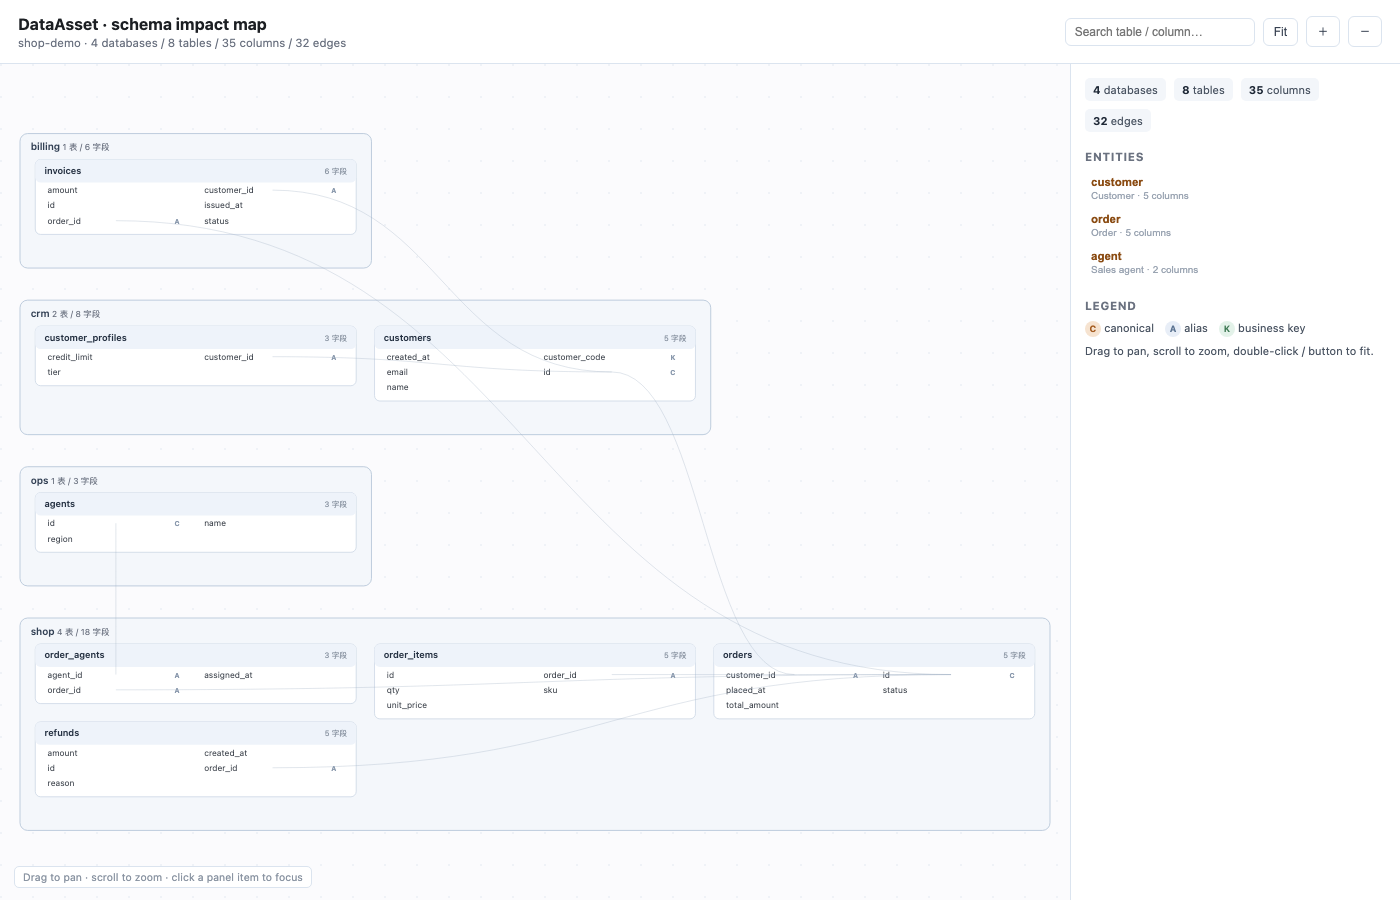 DataAsset · schema impact map
shop-demo · 4 databases / 8 tables / 35 columns / 32 edges
Search table / column…
Fit
+
−
billing 1 表 / 6 字段
invoices 6 字段
amount customer_id A
id issued_at
order_id A status
crm 2 表 / 8 字段
customer_profiles 3 字段
credit_limit customer_id A
tier
customers 5 字段
created_at customer_code K
email id C
name
ops 1 表 / 3 字段
agents 3 字段
id C name
region
shop 4 表 / 18 字段
order_agents 3 字段
agent_id A assigned_at
order_id A
order_items 5 字段
id order_id A
qty sku
unit_price
orders 5 字段
customer_id A id C
placed_at status
total_amount
refunds 5 字段
amount created_at
id order_id A
reason
Drag to pan · scroll to zoom · click a panel item to focus
4 databases 8 tables 35 columns
32 edges
ENTITIES
customer
Customer · 5 columns
order
Order · 5 columns
agent
Sales agent · 2 columns
LEGEND
C canonical A alias K business key
Drag to pan, scroll to zoom, double-click / button to fit.